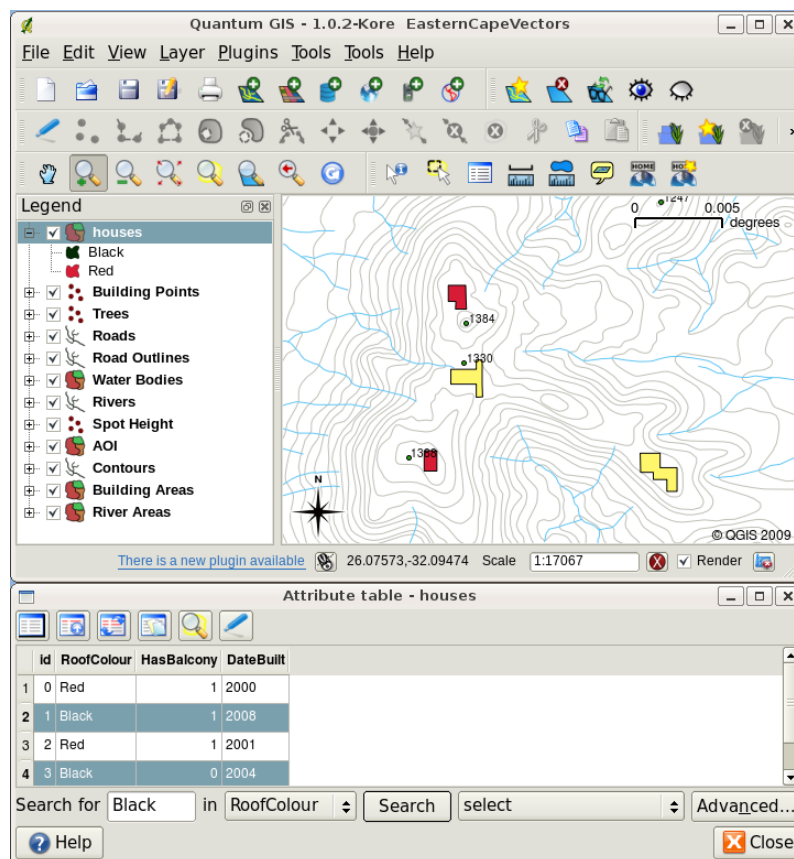 Quantum GIS - 1.0.2-Kore EasternCapeVectors
File Edit View Layer Plugins Tools Tools Help
HOME
Legend
houses
Black
Red
Building Points
Trees
Roads
Road Outlines
Water Bodies
Rivers
Spot Height
AOI
Contours
Building Areas
River Areas
1247
0 0.005
degrees
1384
1330
N
© QGIS 2009
There is a new plugin available 26.07573,-32.09474 Scale 1:17067 Render
Attribute table - houses
id RoofColour HasBalcony DateBuilt
1 0 Red 1 2000
2 1 Black 1 2008
3 2 Red 1 2001
4 3 Black 0 2004
Search for Black in RoofColour Search select Advanced...
Help Close